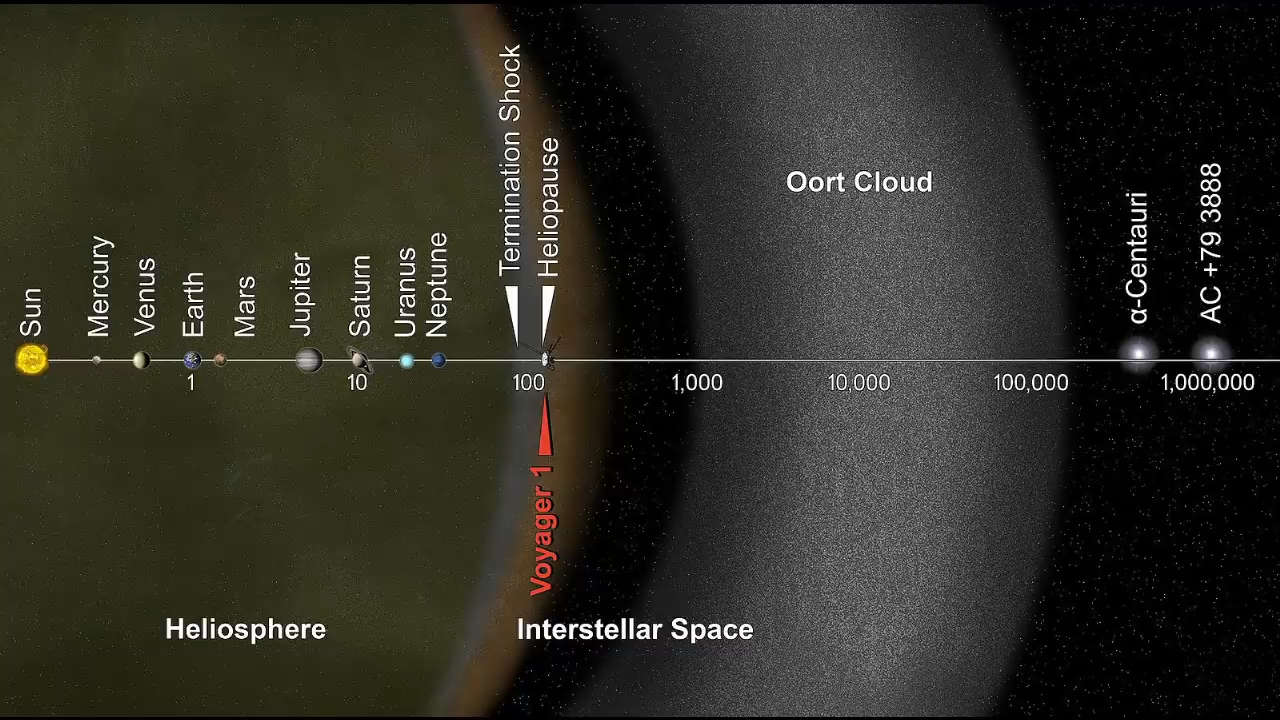 Termination Shock
Heliopause
Oort Cloud
Sun
Mercury
Venus
Earth
Mars
Jupiter
Saturn
Uranus
Neptune
α-Centauri
AC +79 3888
1
10
100
1,000
10,000
100,000
1,000,000
Voyager 1
Heliosphere
Interstellar Space